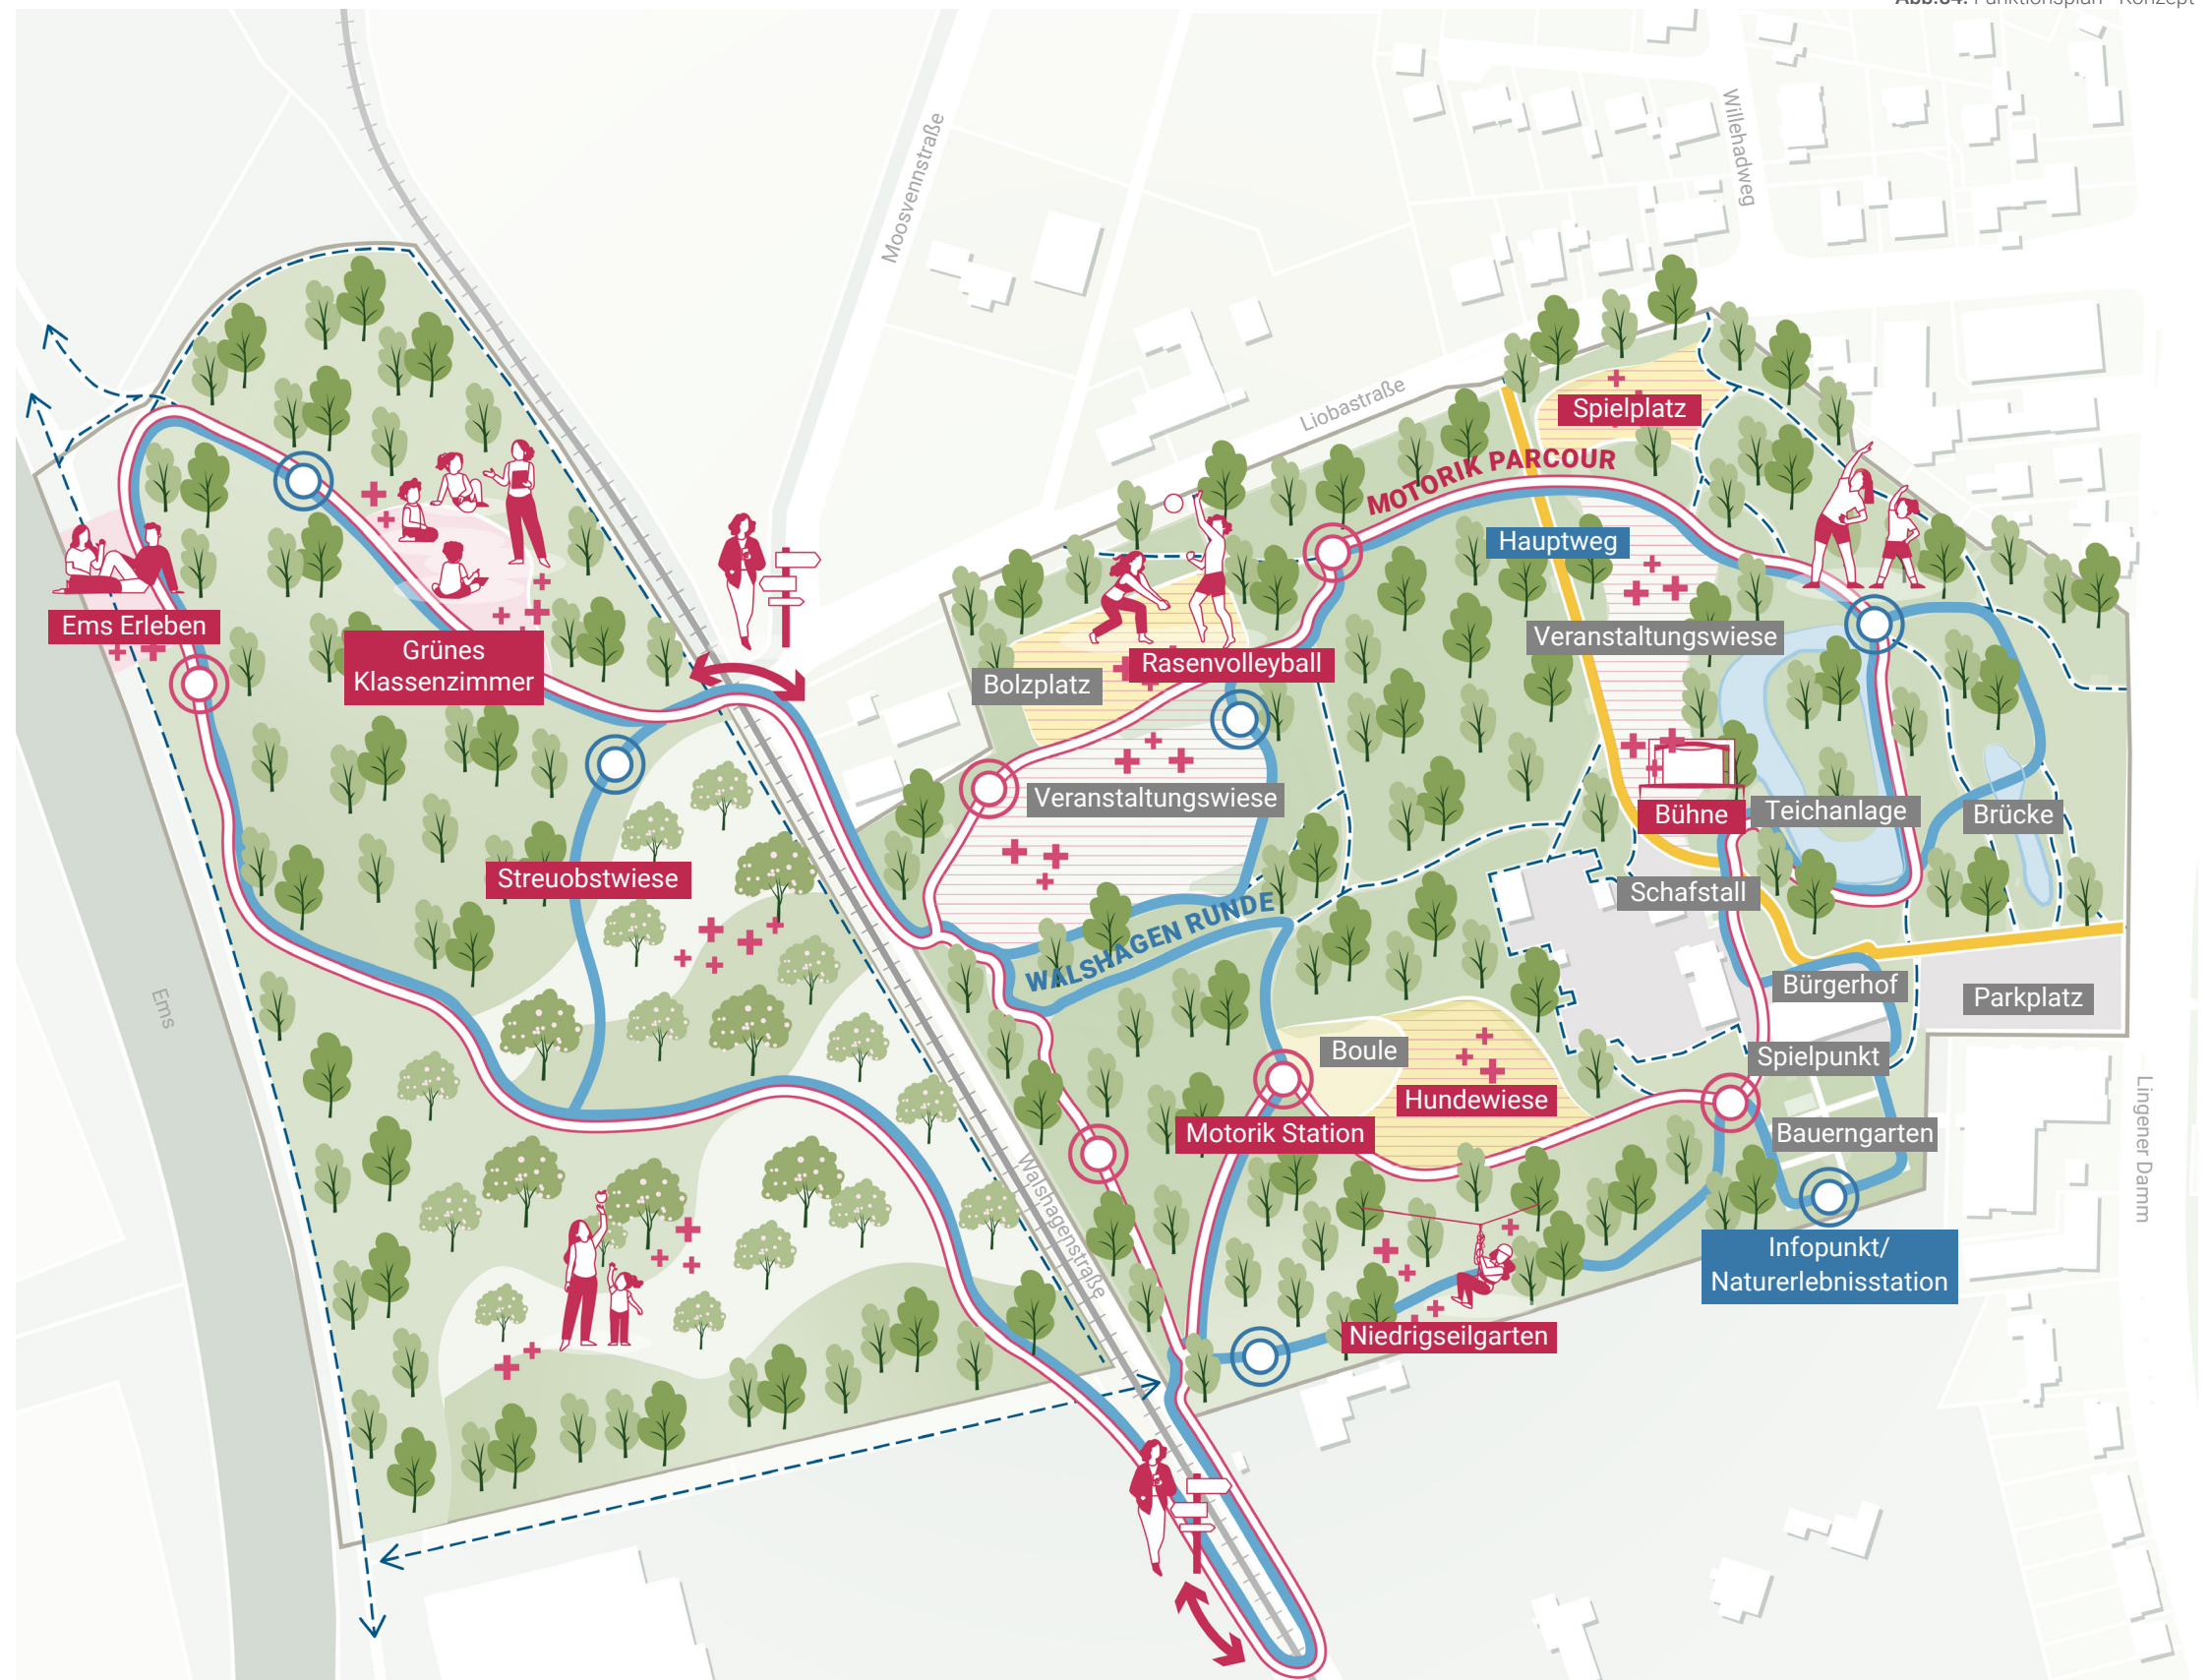 Abb.34: Funktionsplan - Konzept
Willehadweg
Moosvennstraße
Liobastraße
Spielplatz
MOTORIK PARCOUR
Hauptweg
Ems Erleben
Grünes
Klassenzimmer
Veranstaltungswiese
Rasenvolleyball
Bolzplatz
Veranstaltungswiese
Bühne
Teichanlage
Brücke
Streuobstwiese
Schafstall
WALSHAGEN RUNDE
Ems
Bürgerhof
Parkplatz
Boule
Spielpunkt
Hundewiese
Motorik Station
Bauerngarten
Lingener Damm
Walshagenstraße
Infopunkt/
Naturerlebnisstation
Niedrigseilgarten